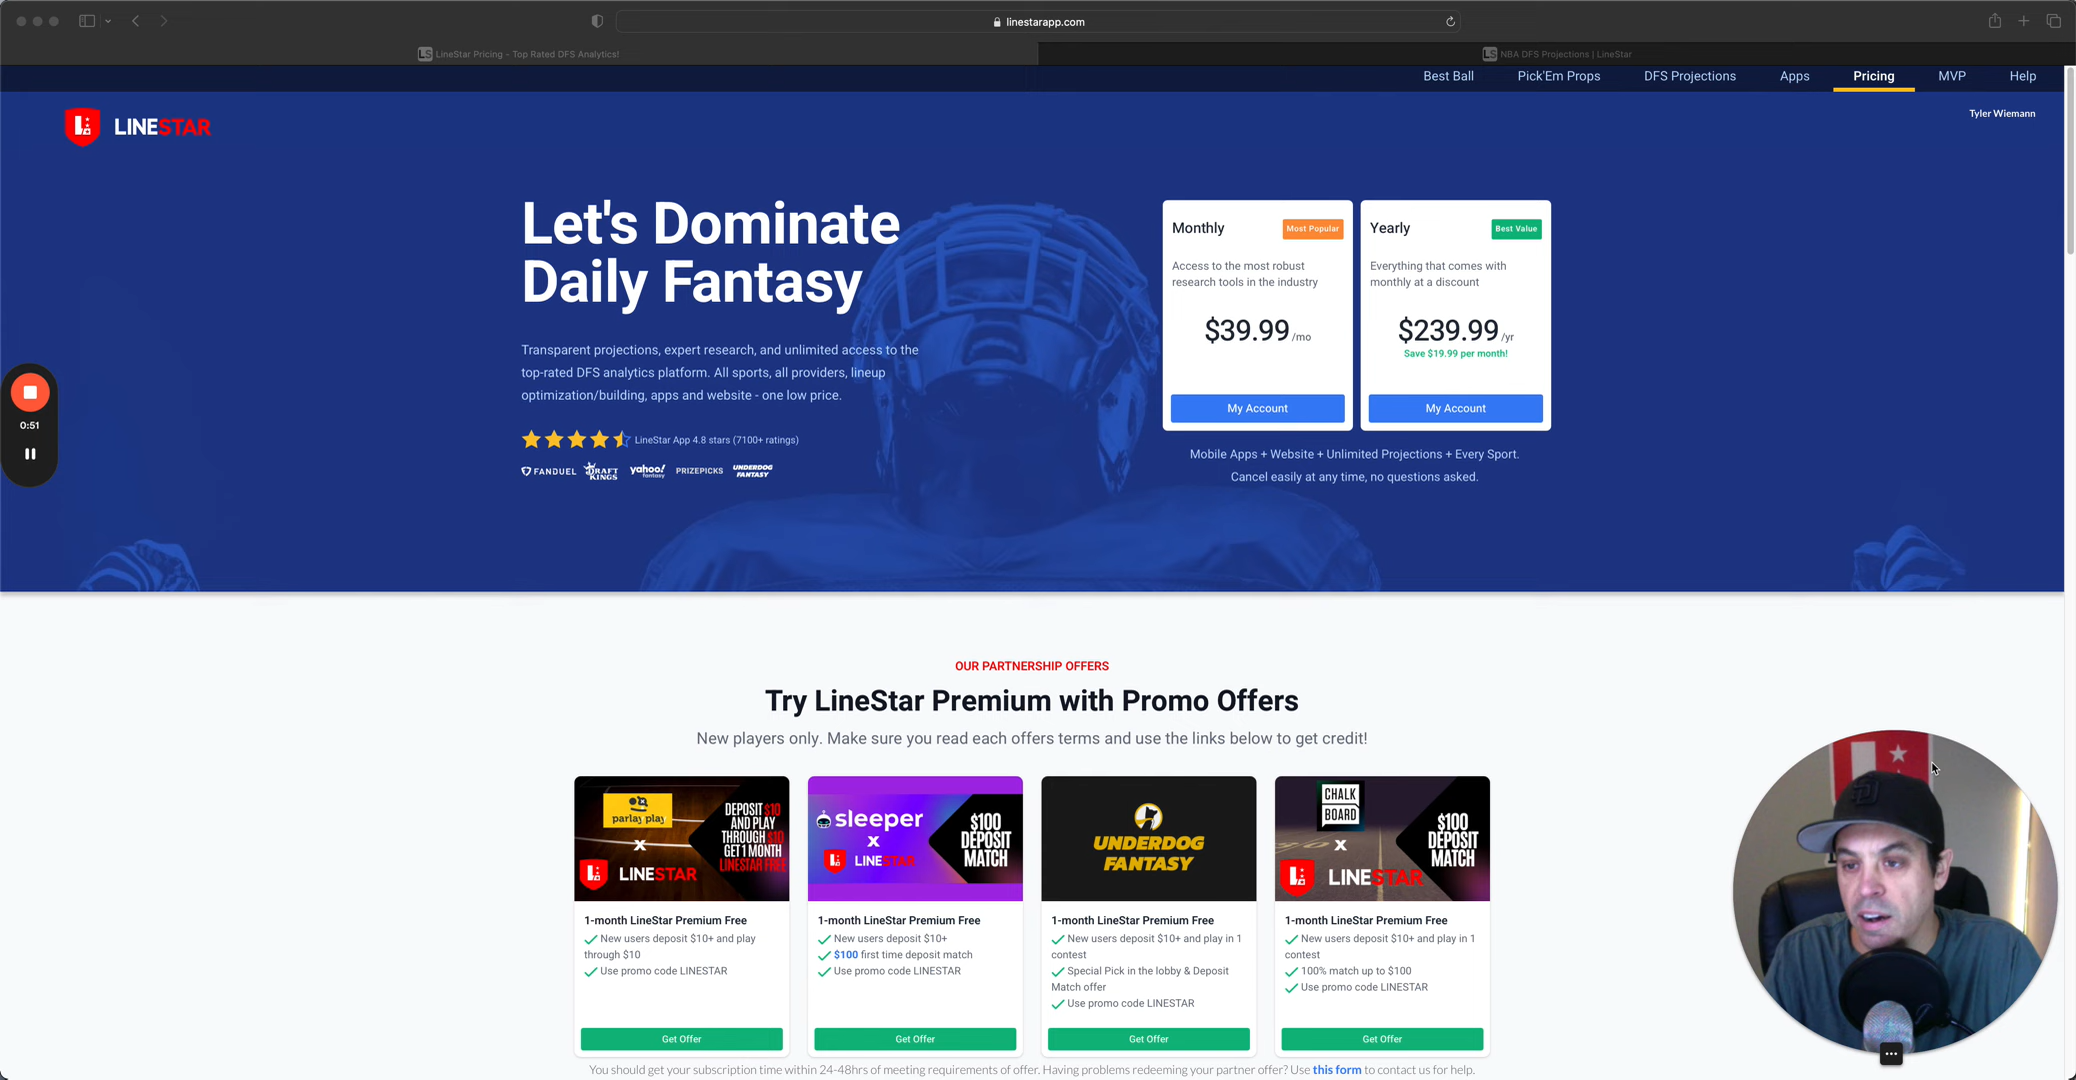 linestarapp.com
LS LineStar Pricing - Top Rated DFS Analytics!
LS NBA DFS Projections | LineStar
Best Ball Pick'Em Props DFS Projections Apps Pricing MVP Help
LINESTAR
Tyler Wiemann
Let's Dominate
Daily Fantasy
Transparent projections, expert research, and unlimited access to the
top-rated DFS analytics platform. All sports, all providers, lineup
optimization/building, apps and website - one low price.
LineStar App 4.8 stars (7100+ ratings)
FANDUEL DRAFT KINGS yahoo! fantasy PRIZEPICKS UNDERDOG FANTASY
Monthly Most Popular
Access to the most robust
research tools in the industry
$39.99 /mo
My Account
Yearly Best Value
Everything that comes with
monthly at a discount
$239.99 /yr
Save $19.99 per month!
My Account
Mobile Apps + Website + Unlimited Projections + Every Sport.
Cancel easily at any time, no questions asked.
0:51
OUR PARTNERSHIP OFFERS
Try LineStar Premium with Promo Offers
New players only. Make sure you read each offers terms and use the links below to get credit!
parlay play
X
LINESTAR
DEPOSIT $10
AND PLAY
THROUGH $10
GET 1 MONTH
LINESTAR FREE
1-month LineStar Premium Free
New users deposit $10+ and play
through $10
Use promo code LINESTAR
Get Offer
sleeper
X
LINESTAR
$100
DEPOSIT
MATCH
1-month LineStar Premium Free
New users deposit $10+
$100 first time deposit match
Use promo code LINESTAR
Get Offer
UNDERDOG
FANTASY
1-month LineStar Premium Free
New users deposit $10+ and play in 1
contest
Special Pick in the lobby & Deposit
Match offer
Use promo code LINESTAR
Get Offer
CHALK
BOARD
X
LINESTAR
$100
DEPOSIT
MATCH
1-month LineStar Premium Free
New users deposit $10+ and play in 1
contest
100% match up to $100
Use promo code LINESTAR
Get Offer
You should get your subscription time within 24-48hrs of meeting requirements of offer. Having problems redeeming your partner offer? Use this form to contact us for help.